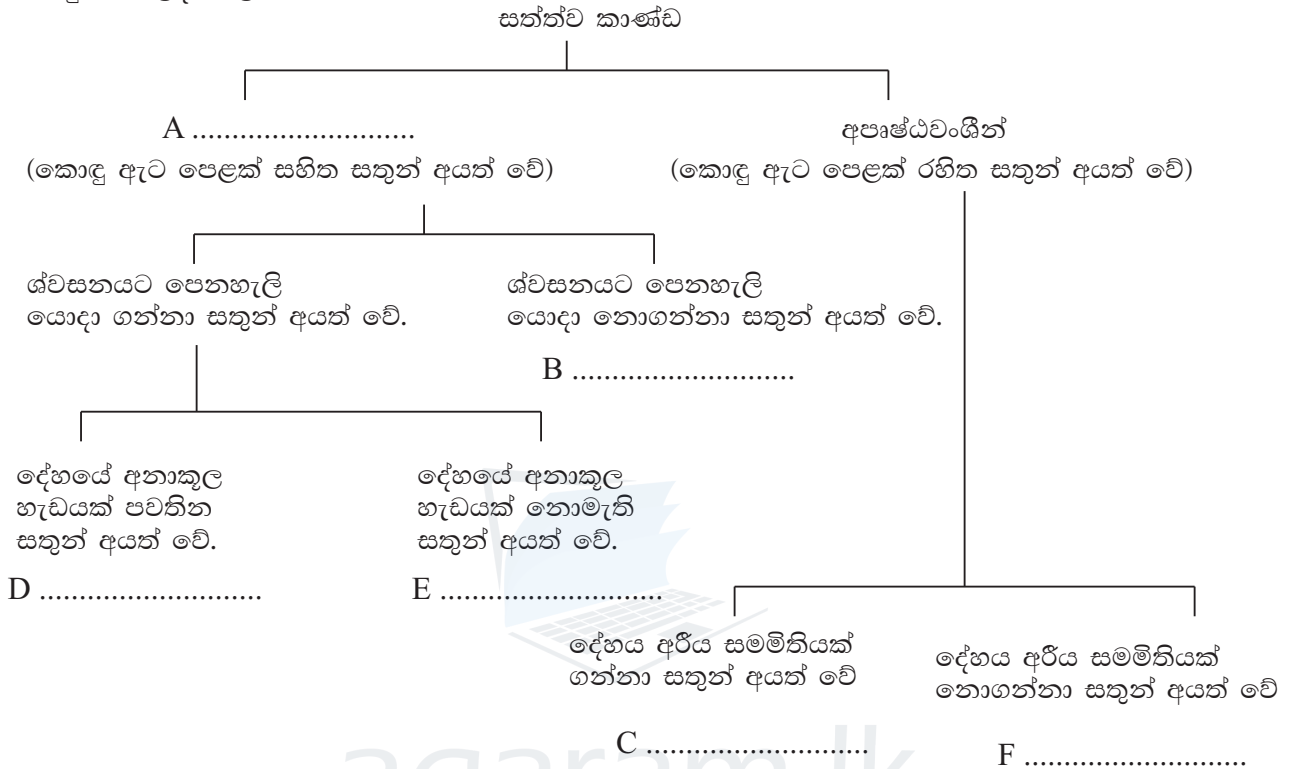 සත්ත්ව කාණ්ඩ
A ............................
අපෘෂ්ඨවංශීන්
(කොඳු ඇට පෙළක් සහිත සතුන් අයත් වේ)
(කොඳු ඇට පෙළක් රහිත සතුන් අයත් වේ)
ශ්වසනයට පෙනහැලි
යොදා ගන්නා සතුන් අයත් වේ.
ශ්වසනයට පෙනහැලි
යොදා නොගන්නා සතුන් අයත් වේ.
B ............................
දේහයේ අනාකූල
හැඩයක් පවතින
සතුන් අයත් වේ.
D ............................
දේහයේ අනාකූල
හැඩයක් නොමැති
සතුන් අයත් වේ.
E ............................
දේහය අරීය සමමිතියක්
ගන්නා සතුන් අයත් වේ
C ............................
දේහය අරීය සමමිතියක්
නොගන්නා සතුන් අයත් වේ
F ............................
agaram.lk